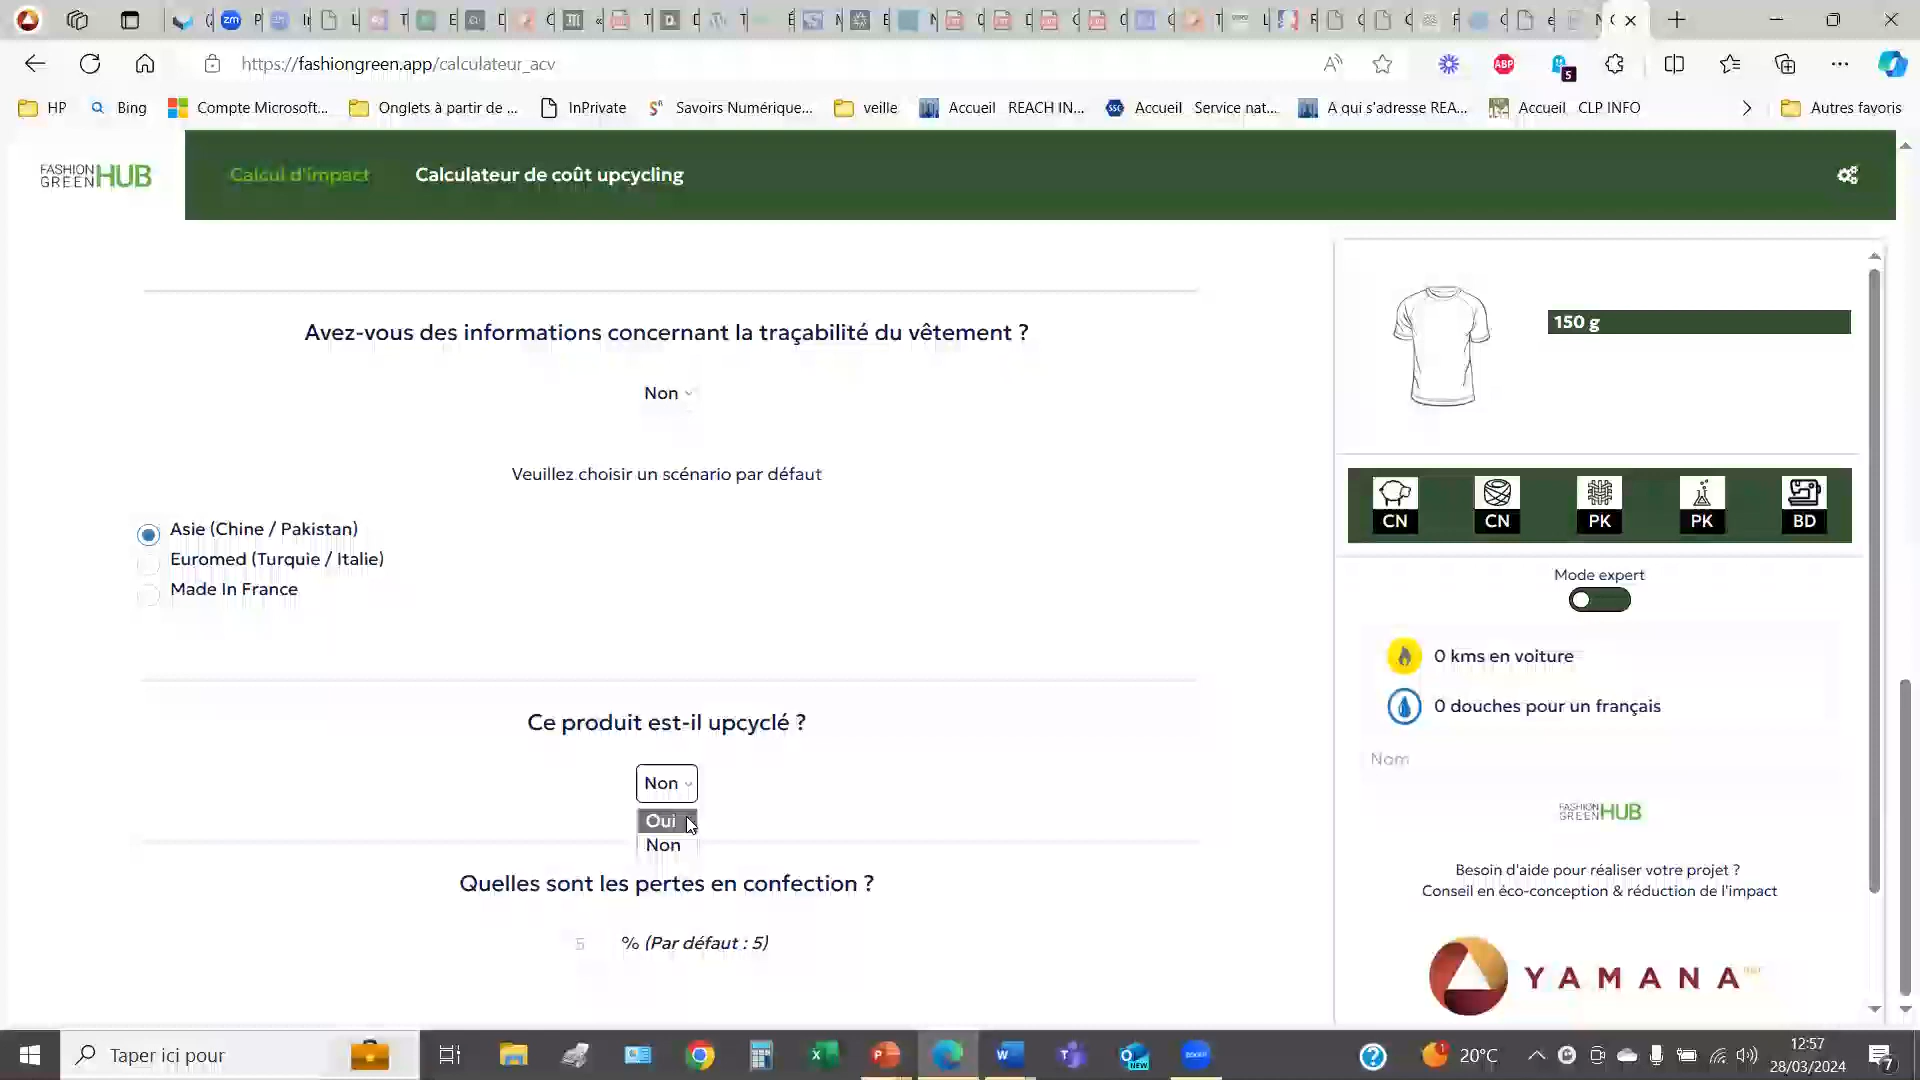 https://fashiongreen.app/calculateur_acv
ABP
5
HP
Bing
Compte Microsoft...
Onglets à partir de ...
InPrivate
Savoirs Numérique...
veille
Accueil REACH IN...
Accueil Service nat...
A qui s'adresse REA...
Accueil CLP INFO
Autres favoris
FASHION GREEN HUB
Calcul d'impact
Calculateur de coût upcycling
Avez-vous des informations concernant la traçabilité du vêtement ?
Non
Veuillez choisir un scénario par défaut
Asie (Chine / Pakistan)
Euromed (Turquie / Italie)
Made In France
Ce produit est-il upcyclé ?
Non
Oui
Non
Quelles sont les pertes en confection ?
5 % (Par défaut : 5)
150 g
CN CN PK PK BD
Mode expert
0 kms en voiture
0 douches pour un français
Nom
FASHION GREEN HUB
Besoin d'aide pour réaliser votre projet ?
Conseil en éco-conception & réduction de l'impact
YAMANA
Taper ici pour
20°C
12:57
28/03/2024
7